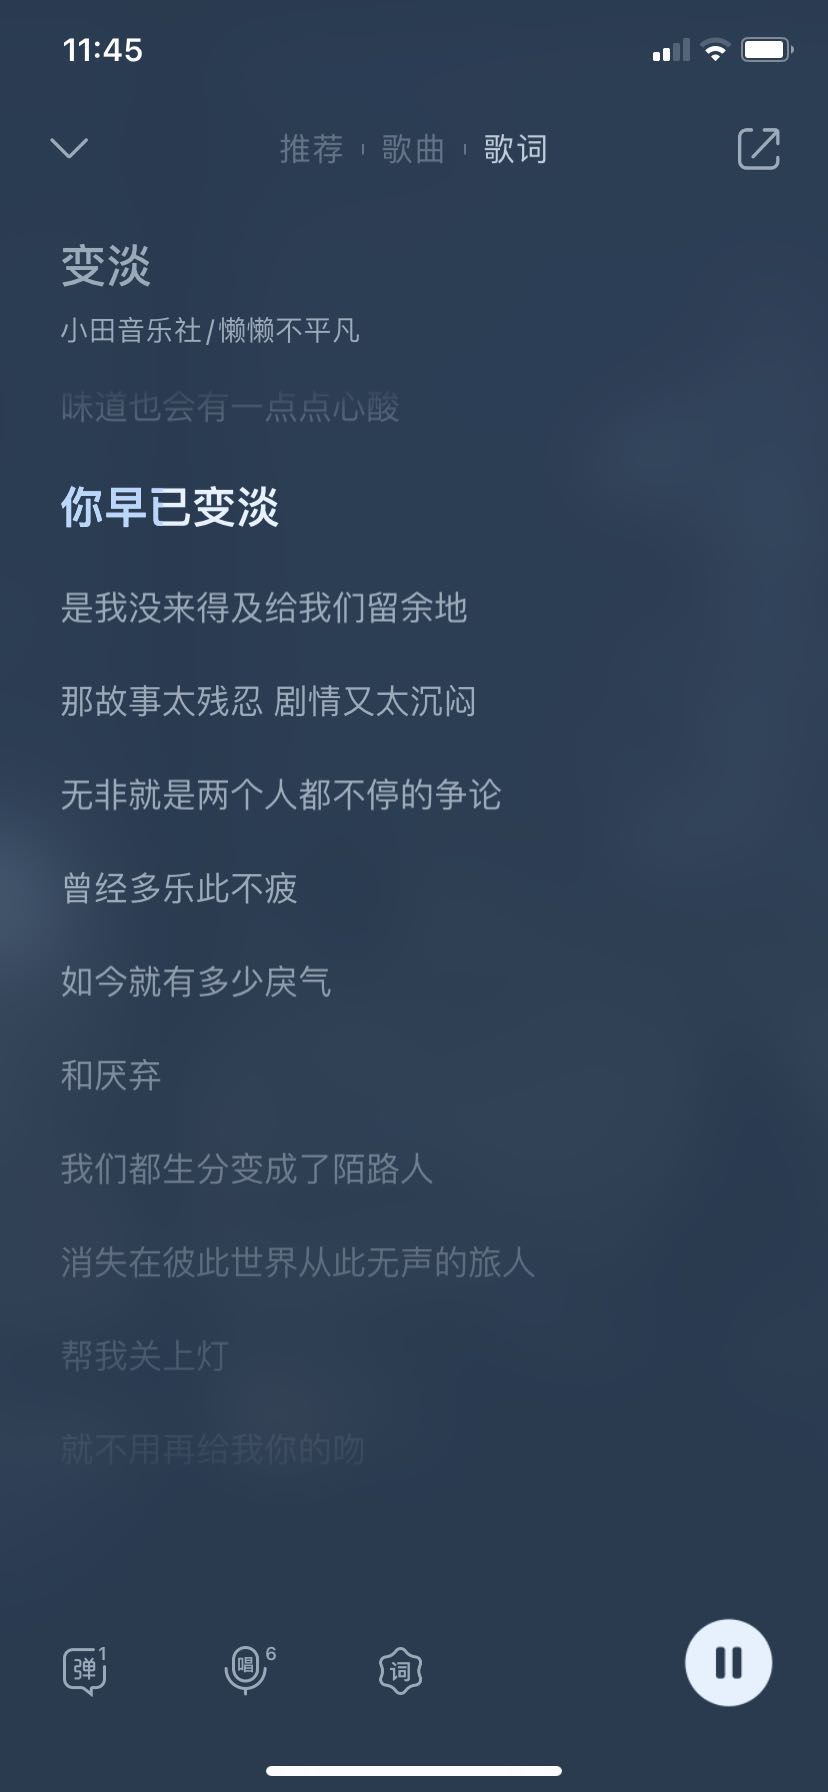 11:45
推荐 歌曲 歌词
变淡
小田音乐社/懒懒不平凡
味道也会有一点点心酸
你早已变淡
是我没来得及给我们留余地
那故事太残忍 剧情又太沉闷
无非就是两个人都不停的争论
曾经多乐此不疲
如今就有多少戾气
和厌弃
我们都生分变成了陌路人
消失在彼此世界从此无声的旅人
帮我关上灯
就不用再给我你的吻
弹 1 唱 6 词